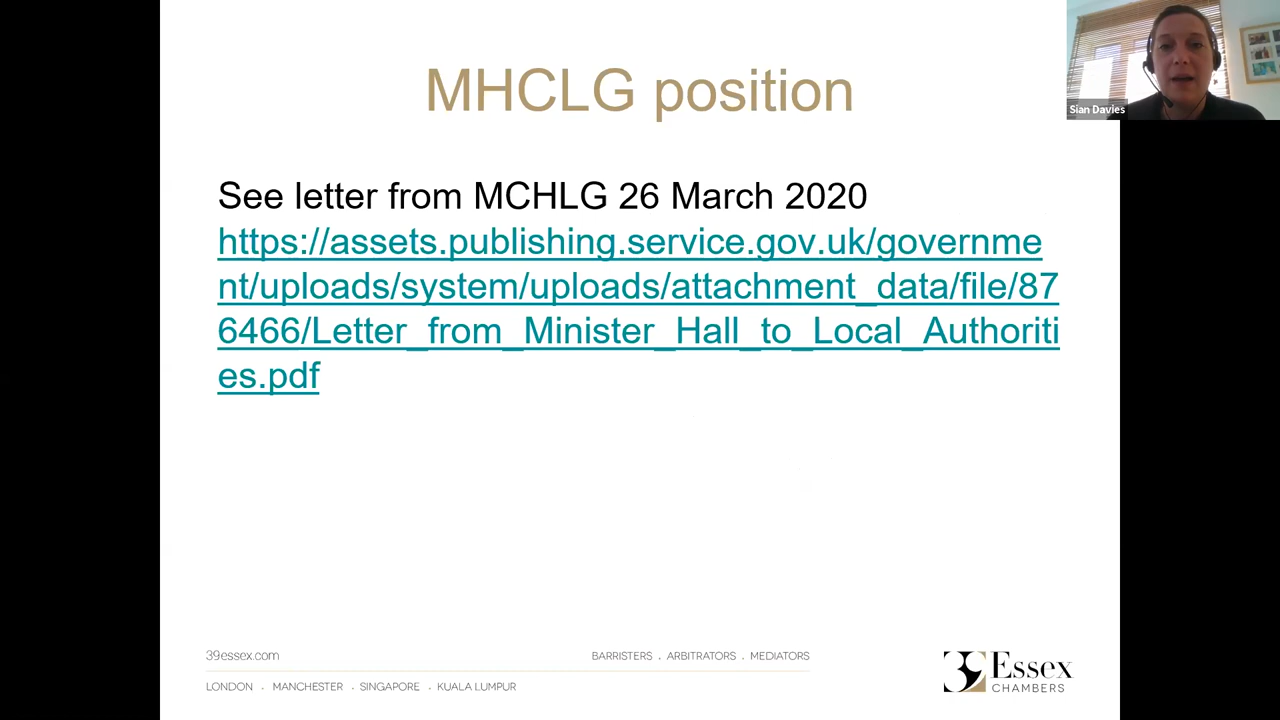 MHCLG position
Sian Davies
See letter from MCHLG 26 March 2020
https://assets.publishing.service.gov.uk/governme
nt/uploads/system/uploads/attachment_data/file/87
6466/Letter_from_Minister_Hall_to_Local_Authoriti
es.pdf
39essex.com
BARRISTERS . ARBITRATORS . MEDIATORS
LONDON . MANCHESTER . SINGAPORE . KUALA LUMPUR
39 Essex
CHAMBERS